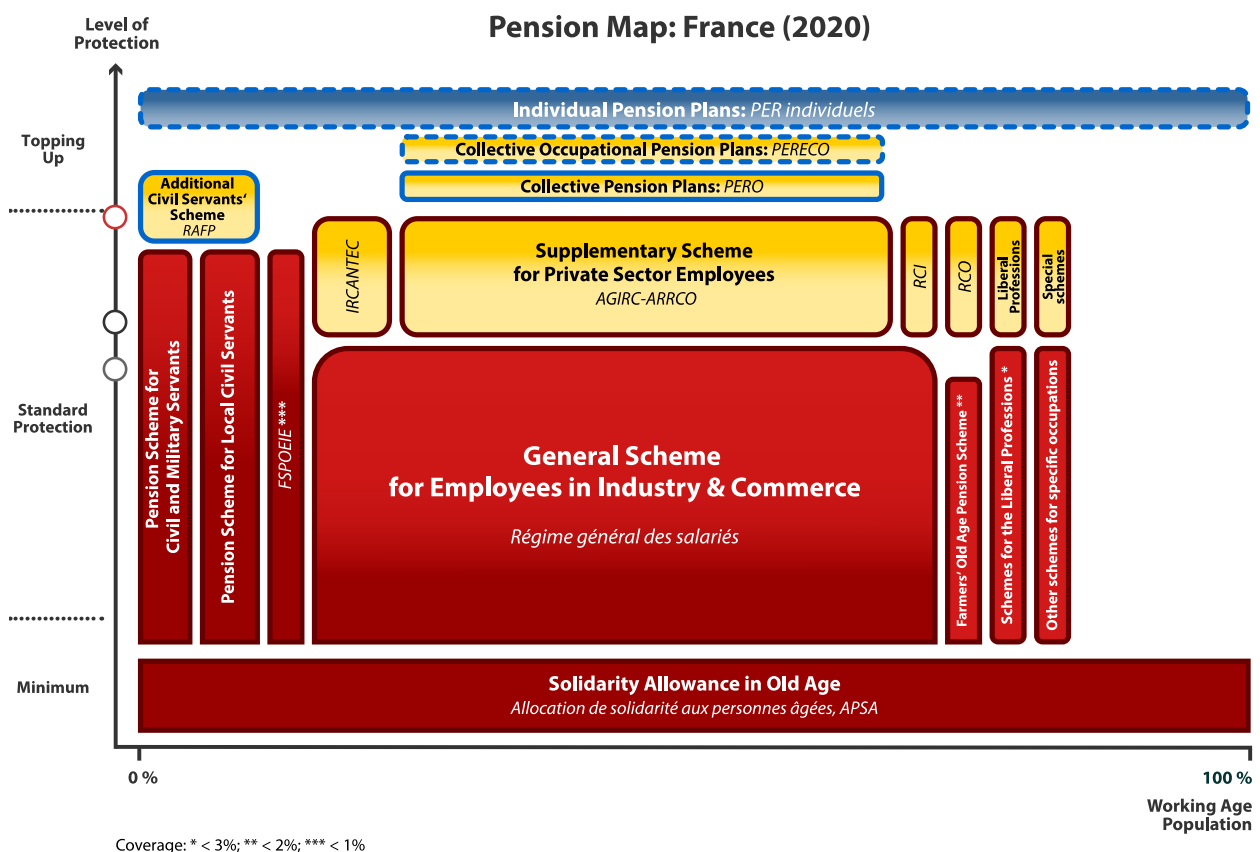 Pension Map: France (2020)
Level of
Protection
Topping
Up
Standard
Protection
Minimum
Individual Pension Plans: PER individuels
Collective Occupational Pension Plans: PERECO
Collective Pension Plans: PERO
Additional
Civil Servants‘
Scheme
RAFP
IRCANTEC
Supplementary Scheme
for Private Sector Employees
AGIRC-ARRCO
RCI
RCO
Liberal
Professions
Special
schemes
Pension Scheme for
Civil and Military Servants
Pension Scheme for Local Civil Servants
FSPOEIE ***
General Scheme
for Employees in Industry & Commerce
Régime général des salariés
Farmers‘ Old Age Pension Scheme **
Schemes for the Liberal Professions *
Other schemes for specific occupations
Solidarity Allowance in Old Age
Allocation de solidarité aux personnes âgées, APSA
0 %
100 %
Working Age
Population
Coverage: * < 3%; ** < 2%; *** < 1%